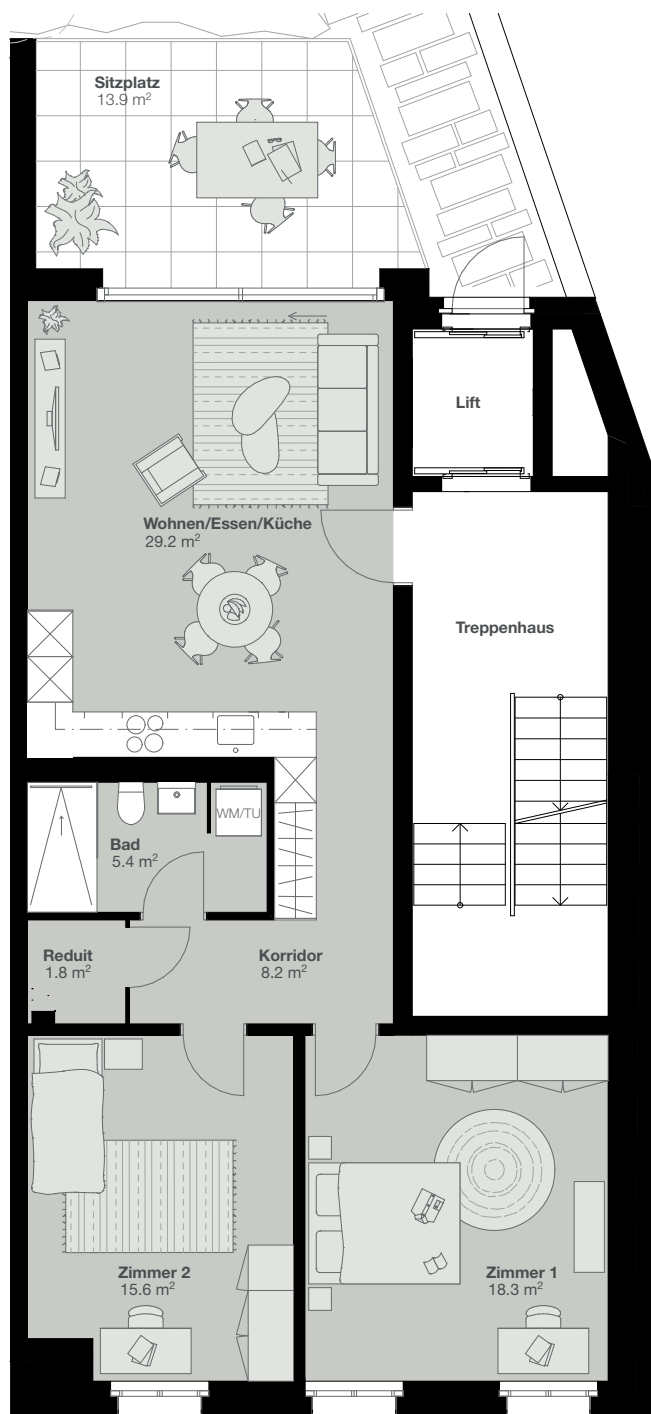 Sitzplatz
13.9 m²
Lift
Wohnen/Essen/Küche
29.2 m²
Treppenhaus
WM/TU
Bad
5.4 m²
Reduit
1.8 m²
Korridor
8.2 m²
Zimmer 2
15.6 m²
Zimmer 1
18.3 m²